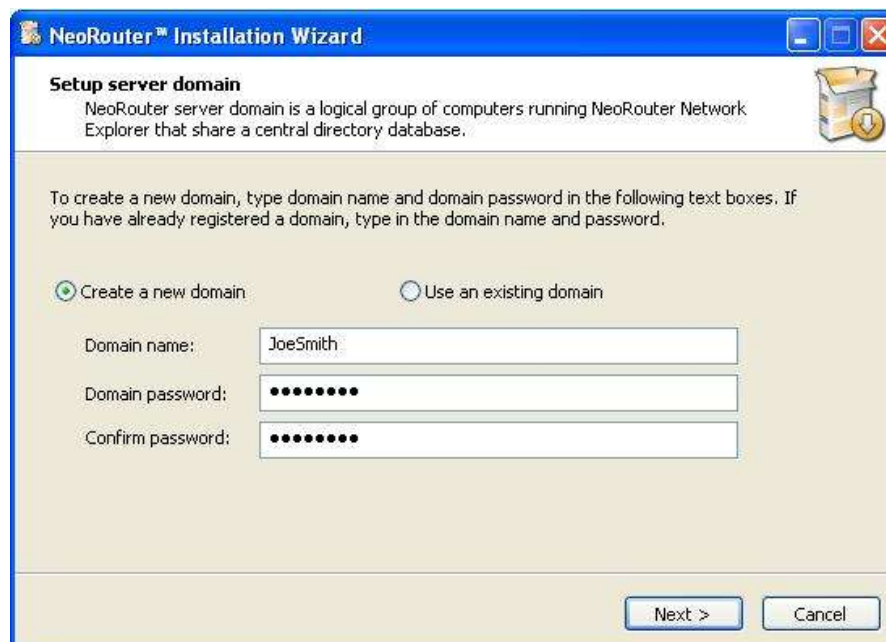 NeoRouter™ Installation Wizard
Setup server domain
NeoRouter server domain is a logical group of computers running NeoRouter Network
Explorer that share a central directory database.
To create a new domain, type domain name and domain password in the following text boxes. If
you have already registered a domain, type in the domain name and password.
Create a new domain Use an existing domain
Domain name: JoeSmith
Domain password: ••••••••
Confirm password: ••••••••
Next > Cancel